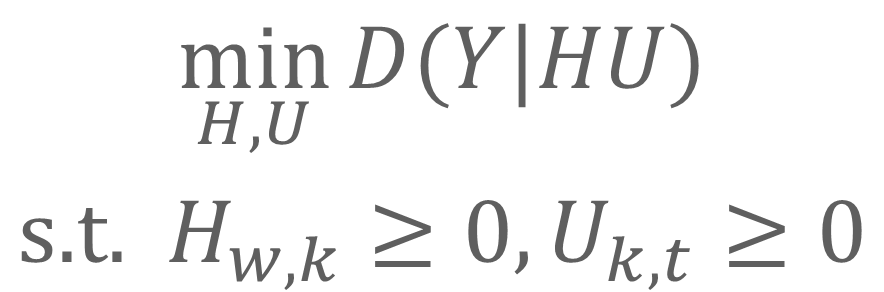 min D(Y|HU)
H,U
s.t. H_{w,k} ≥ 0, U_{k,t} ≥ 0